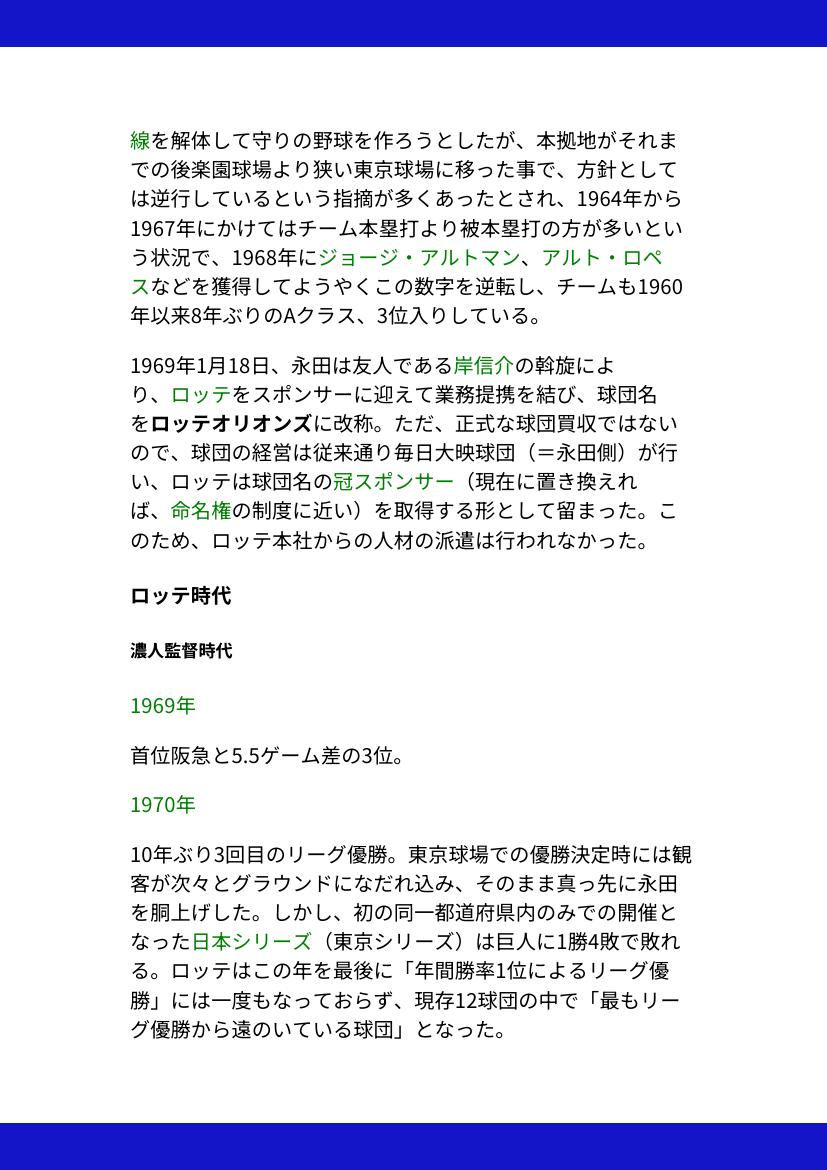 線を解体して守りの野球を作ろうとしたが、本拠地がそれま
での後楽園球場より狭い東京球場に移った事で、方針として
は逆行しているという指摘が多くあったとされ、1964年から
1967年にかけてはチーム本塁打より被本塁打の方が多いとい
う状況で、1968年にジョージ・アルトマン、アルト・ロペ
スなどを獲得してようやくこの数字を逆転し、チームも1960
年以来8年ぶりのAクラス、3位入りしている。
1969年1月18日、永田は友人である岸信介の斡旋によ
り、ロッテをスポンサーに迎えて業務提携を結び、球団名
をロッテオリオンズに改称。ただ、正式な球団買収ではない
ので、球団の経営は従来通り毎日大映球団（＝永田側）が行
い、ロッテは球団名の冠スポンサー（現在に置き換えれ
ば、命名権の制度に近い）を取得する形として留まった。こ
のため、ロッテ本社からの人材の派遣は行われなかった。
ロッテ時代
濃人監督時代
1969年
首位阪急と5.5ゲーム差の3位。
1970年
10年ぶり3回目のリーグ優勝。東京球場での優勝決定時には観
客が次々とグラウンドになだれ込み、そのまま真っ先に永田
を胴上げした。しかし、初の同一都道府県内のみでの開催と
なった日本シリーズ（東京シリーズ）は巨人に1勝4敗で敗れ
る。ロッテはこの年を最後に「年間勝率1位によるリーグ優
勝」には一度もなっておらず、現存12球団の中で「最もリー
グ優勝から遠のいている球団」となった。